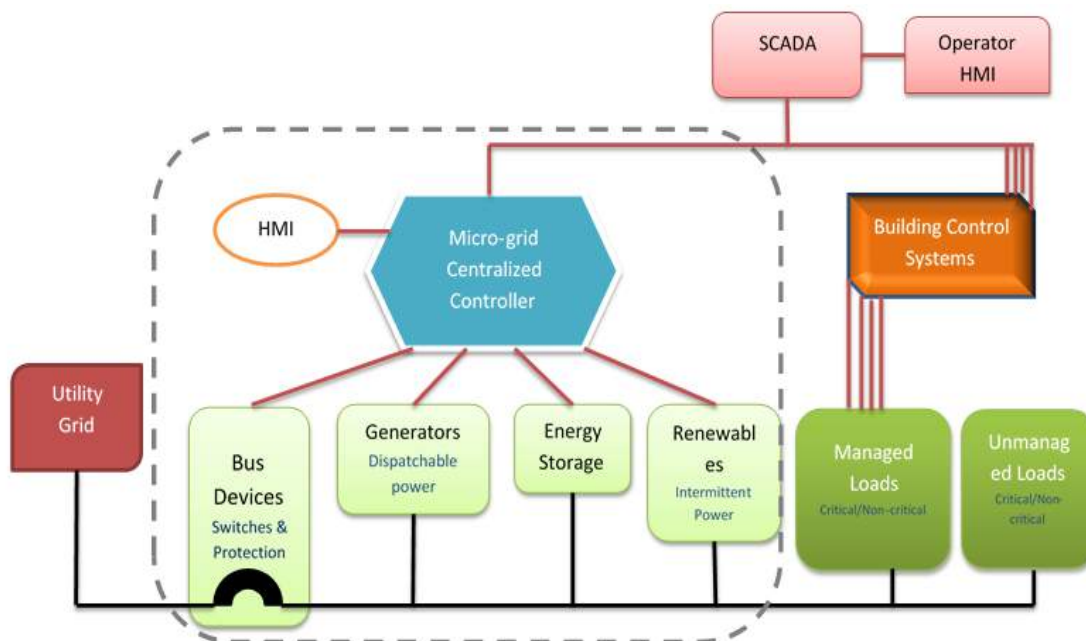 SCADA
Operator
HMI
HMI
Micro-grid
Centralized
Controller
Building Control
Systems
Utility
Grid
Bus
Devices
Switches &
Protection
Generators
Dispatchable
power
Energy
Storage
Renewabl
es
Intermittent
Power
Managed
Loads
Critical/Non-critical
Unmanag
ed Loads
Critical/Non-
critical